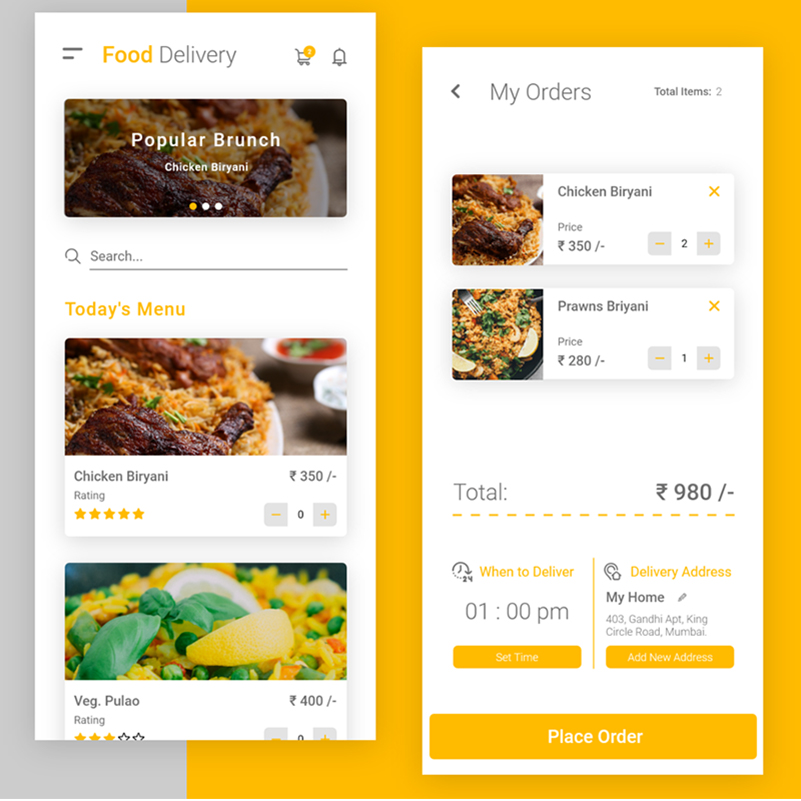 Food Delivery
2
Popular Brunch
Chicken Biryani
Search...
Today's Menu
Chicken Biryani ₹ 350 /-
Rating
− 0 +
Veg. Pulao ₹ 400 /-
Rating
− 0 +
My Orders Total Items: 2
Chicken Biryani ✕
Price
₹ 350 /- − 2 +
Prawns Briyani ✕
Price
₹ 280 /- − 1 +
Total: ₹ 980 /-
24 When to Deliver
01 : 00 pm
Set Time
Delivery Address
My Home
403, Gandhi Apt, King
Circle Road, Mumbai.
Add New Address
Place Order